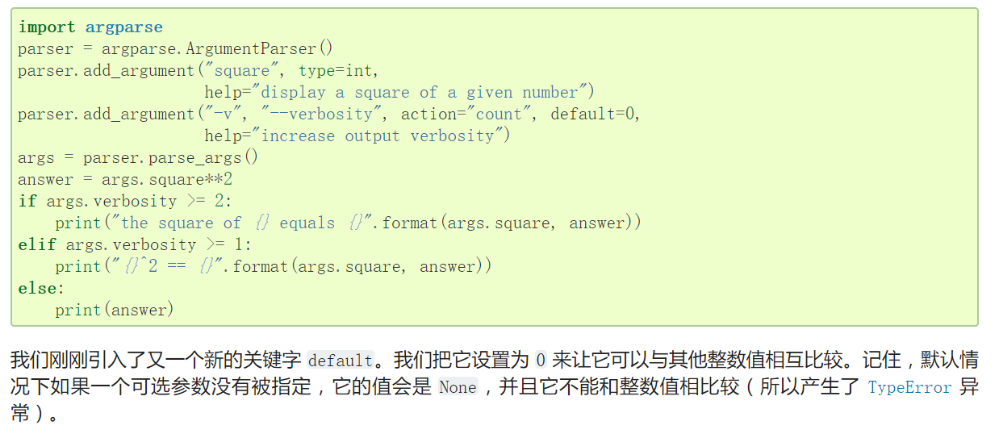 import argparse
parser = argparse.ArgumentParser()
parser.add_argument("square", type=int,
                    help="display a square of a given number")
parser.add_argument("-v", "--verbosity", action="count", default=0,
                    help="increase output verbosity")
args = parser.parse_args()
answer = args.square**2
if args.verbosity >= 2:
    print("the square of {} equals {}".format(args.square, answer))
elif args.verbosity >= 1:
    print("{}^2 == {}".format(args.square, answer))
else:
    print(answer)
我们刚刚引入了又一个新的关键字 default。我们把它设置为 0 来让它可以与其他整数值相互比较。记住，默认情
况下如果一个可选参数没有被指定，它的值会是 None，并且它不能和整数值相比较（所以产生了 TypeError 异
常）。